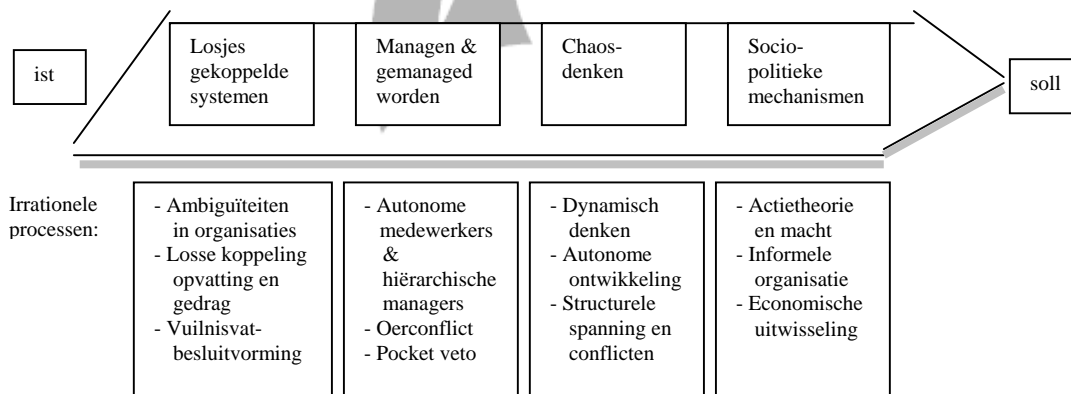 ist
Losjes
gekoppelde
systemen
Managen &
gemanaged
worden
Chaos-
denken
Socio-
politieke
mechanismen
soll
Irrationele
processen:
- Ambiguïteiten
in organisaties
- Losse koppeling
opvatting en
gedrag
- Vuilnisvat-
besluitvorming
- Autonome
medewerkers
&
hiërarchische
managers
- Oerconflict
- Pocket veto
- Dynamisch
denken
- Autonome
ontwikkeling
- Structurele
spanning en
conflicten
- Actietheorie
en macht
- Informele
organisatie
- Economische
uitwisseling